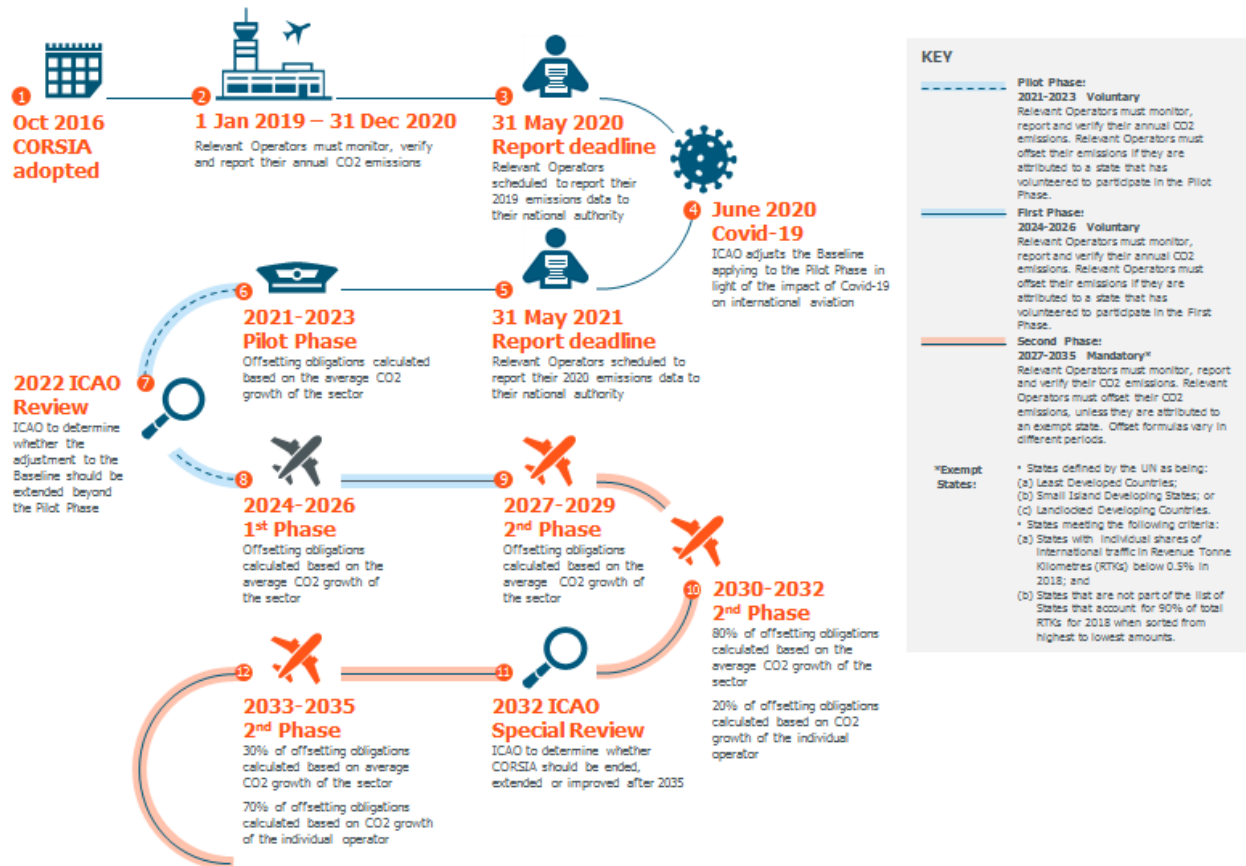 1
Oct 2016
CORSIA
adopted
2
1 Jan 2019 – 31 Dec 2020
Relevant Operators must monitor, verify
and report their annual CO2 emissions
3
31 May 2020
Report deadline
Relevant Operators
scheduled to report their
2019 emissions data to
their national authority
4
June 2020
Covid-19
ICAO adjusts the Baseline
applying to the Pilot Phase in
light of the impact of Covid-19
on international aviation
5
31 May 2021
Report deadline
Relevant Operators scheduled to
report their 2020 emissions data to
their national authority
6
2021-2023
Pilot Phase
Offsetting obligations calculated
based on the average CO2
growth of the sector
7
2022 ICAO
Review
ICAO to determine
whether the
adjustment to the
Baseline should be
extended beyond
the Pilot Phase
8
2024-2026
1st Phase
Offsetting obligations
calculated based on the
average CO2 growth of
the sector
9
2027-2029
2nd Phase
Offsetting obligations
calculated based on the
average CO2 growth of
the sector
10
2030-2032
2nd Phase
80% of offsetting obligations
calculated based on the
average CO2 growth of the
sector
20% of offsetting obligations
calculated based on CO2
growth of the individual
operator
11
2032 ICAO
Special Review
ICAO to determine whether
CORSIA should be ended,
extended or improved after 2035
12
2033-2035
2nd Phase
30% of offsetting obligations
calculated based on average
CO2 growth of the sector
70% of offsetting obligations
calculated based on CO2 growth
of the individual operator
KEY
Pilot Phase:
2021-2023 Voluntary
Relevant Operators must monitor,
report and verify their annual CO2
emissions. Relevant Operators must
offset their emissions if they are
attributed to a state that has
volunteered to participate in the Pilot
Phase.
First Phase:
2024-2026 Voluntary
Relevant Operators must monitor,
report and verify their annual CO2
emissions. Relevant Operators must
offset their emissions if they are
attributed to a state that has
volunteered to participate in the First
Phase.
Second Phase:
2027-2035 Mandatory*
Relevant Operators must monitor, report
and verify their CO2 emissions. Relevant
Operators must offset their CO2
emissions, unless they are attributed to
an exempt state. Offset formulas vary in
different periods.
*Exempt
States:
• States defined by the UN as being:
(a) Least Developed Countries;
(b) Small Island Developing States; or
(c) Landlocked Developing Countries.
• States meeting the following criteria:
(a) States with individual shares of
international traffic in Revenue Tonne
Kilometres (RTKs) below 0.5% in
2018; and
(b) States that are not part of the list of
States that account for 90% of total
RTKs for 2018 when sorted from
highest to lowest amounts.